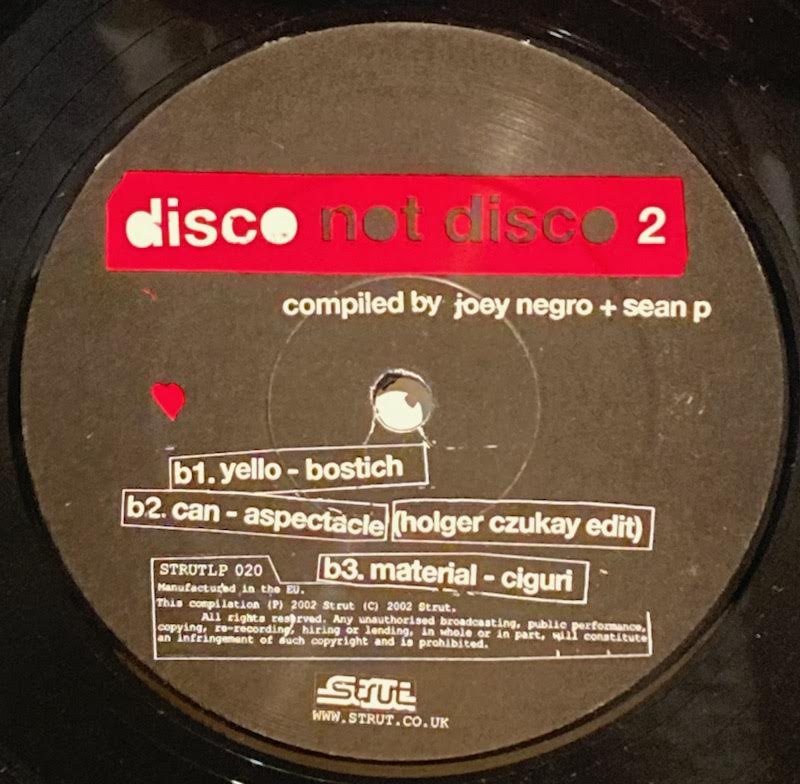 disco not disco 2
compiled by joey negro + sean p
b1. yello - bostich
b2. can - aspectacle (holger czukay edit)
b3. material - ciguri
STRUTLP 020
Manufactured in the EU.
This compilation (P) 2002 Strut (C) 2002 Strut.
All rights reserved. Any unauthorised broadcasting, public performance,
copying, re-recording, hiring or lending, in whole or in part, will constitute
an infringement of such copyright and is prohibited.
Strut
WWW.STRUT.CO.UK